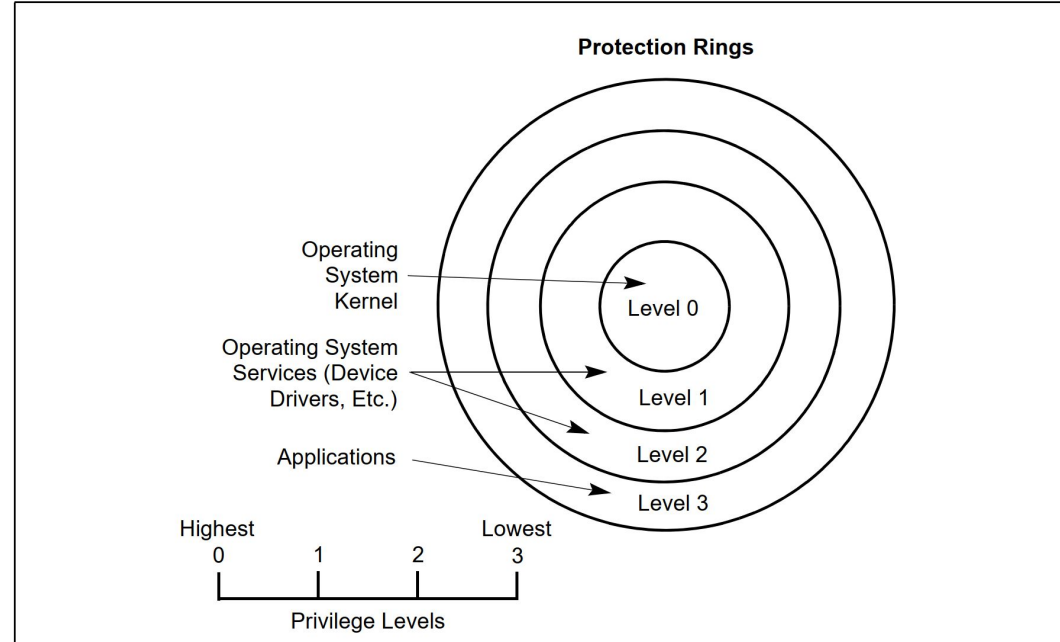 Protection Rings
Operating
System
Kernel
Level 0
Operating System
Services (Device
Drivers, Etc.)
Level 1
Level 2
Applications
Level 3
Highest
Lowest
0
1
2
3
Privilege Levels